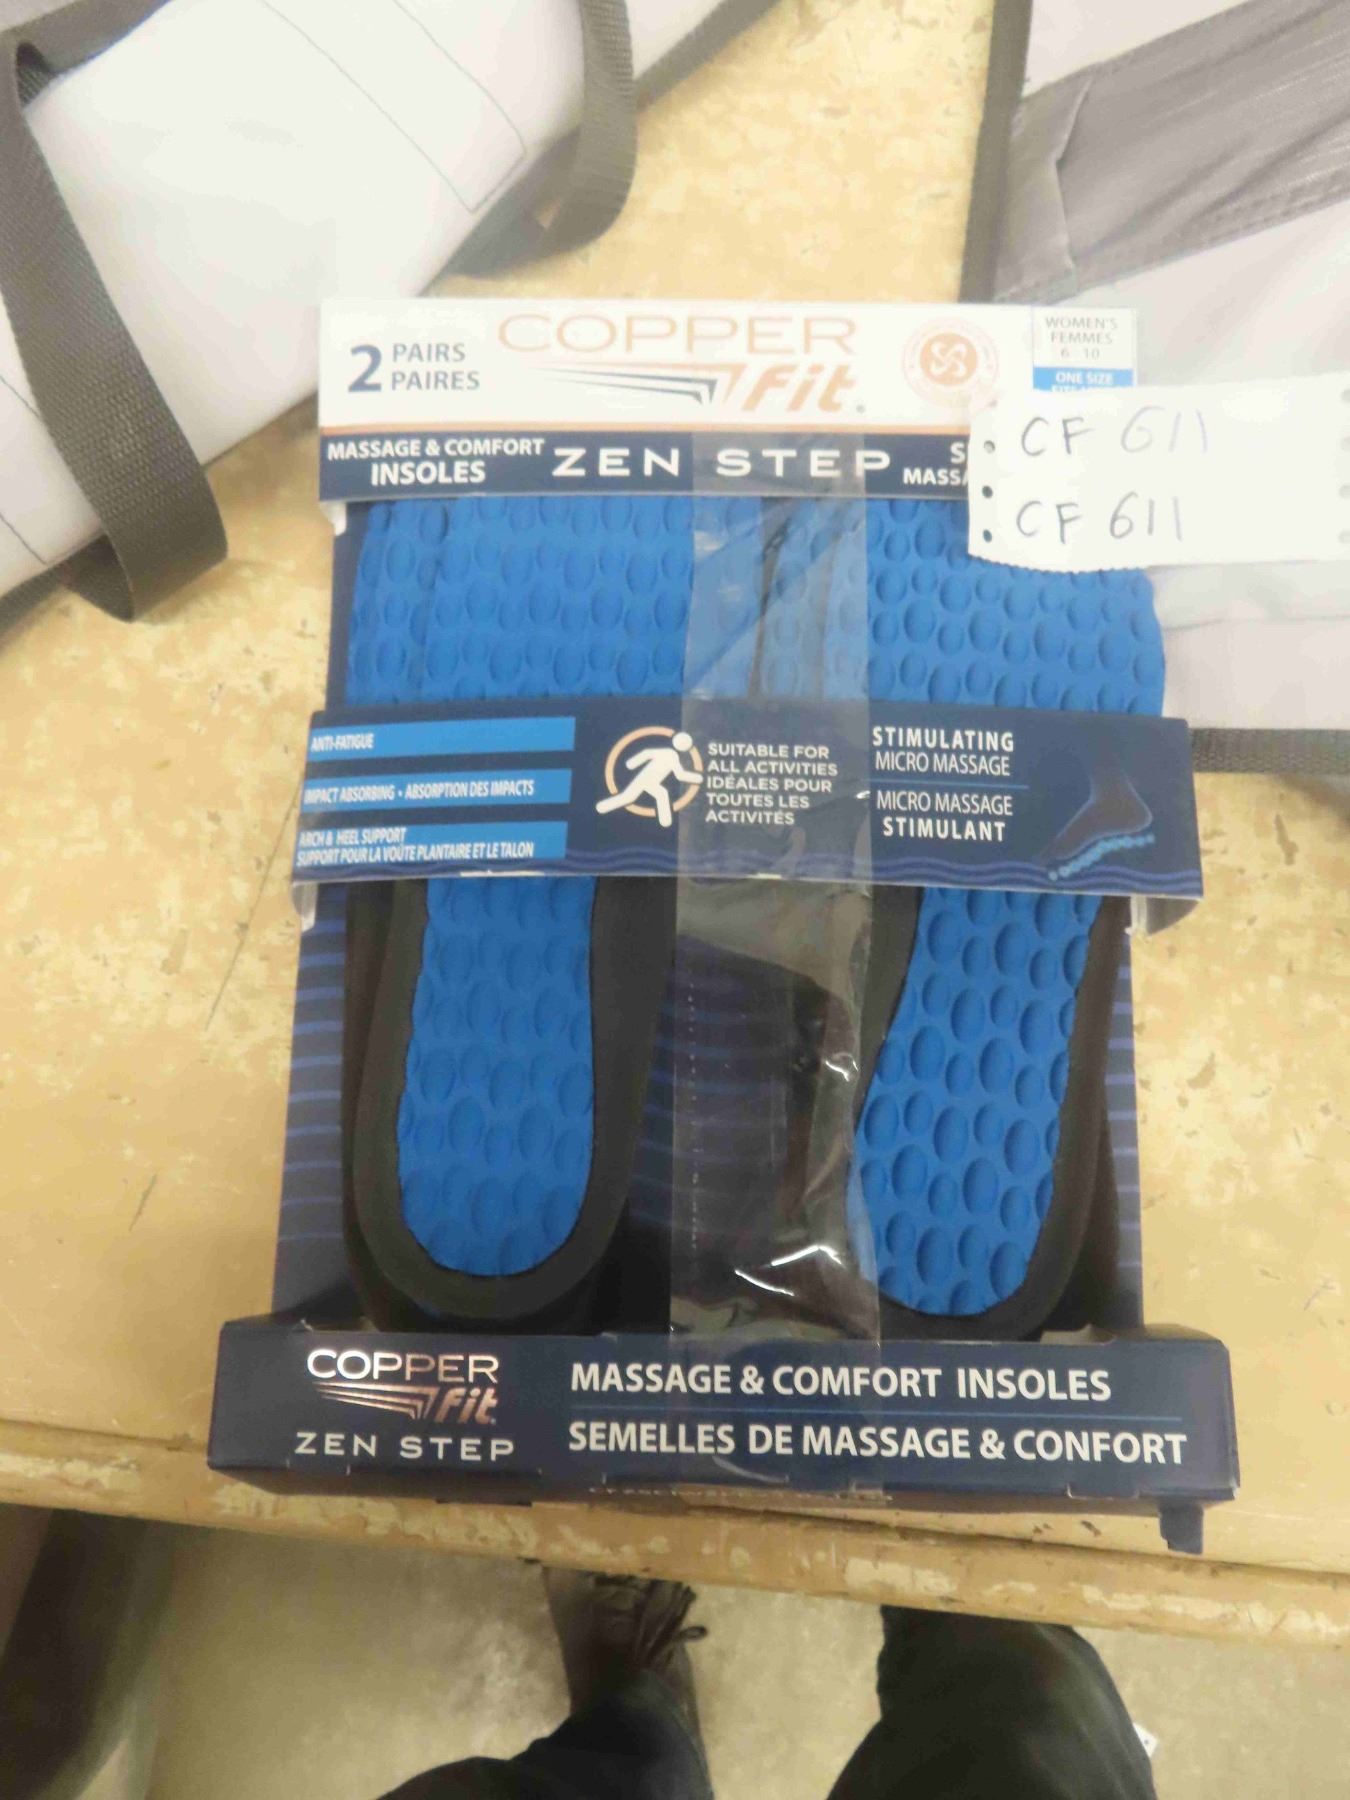 2 PAIRS
PAIRES
COPPER
Fit
WOMEN'S
FEMMES
6 10
ONE SIZE
MASSAGE & COMFORT
INSOLES
ZEN STEP
CF 611
CF 611
ANTI-FATIGUE
IMPACT ABSORBING • ABSORPTION DES IMPACTS
ARCH & HEEL SUPPORT
SUPPORT POUR LA VOÛTE PLANTAIRE ET LE TALON
SUITABLE FOR
ALL ACTIVITIES
IDÉALES POUR
TOUTES LES
ACTIVITÉS
STIMULATING
MICRO MASSAGE
MICRO MASSAGE
STIMULANT
COPPER
Fit
ZEN STEP
MASSAGE & COMFORT INSOLES
SEMELLES DE MASSAGE & CONFORT